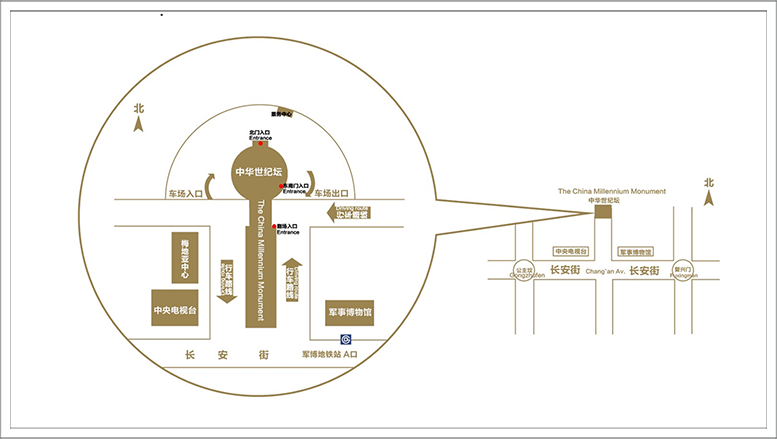 北
票务中心
北门入口
Entrance
中华世纪坛
东南门入口
Entrance
车场入口
车场出口
Driving route
行车路线
The China Millennium Monument
剧场入口
Entrance
梅地亚中心
行车路线
行车路线
中央电视台
军事博物馆
长安街
军博地铁站 A口
北
The China Millennium Monument
中华世纪坛
中央电视台
军事博物馆
公主坟
Gongzhufen
长安街 Chang'an Av. 长安街
复兴门
Fuxingmen